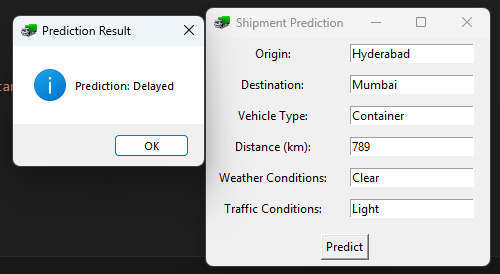 Prediction Result
Prediction: Delayed
OK
Shipment Prediction
Origin: Hyderabad
Destination: Mumbai
Vehicle Type: Container
Distance (km): 789
Weather Conditions: Clear
Traffic Conditions: Light
Predict